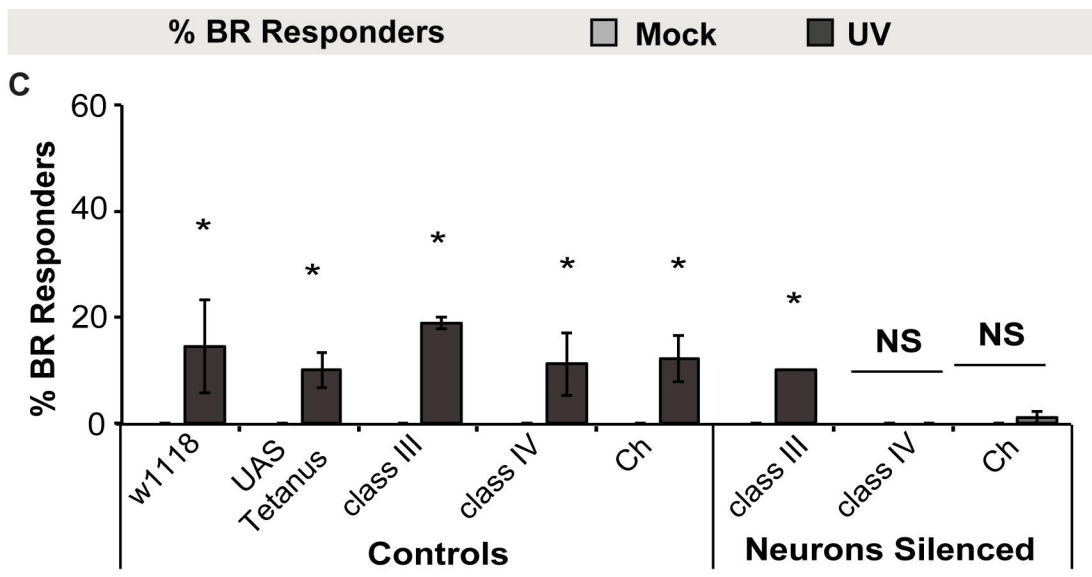 % BR Responders Mock UV
C
% BR Responders
60
40
20
0
* * * * * * NS NS
w1118
UAS
Tetanus
class III
class IV
Ch
class III
class IV
Ch
Controls
Neurons Silenced